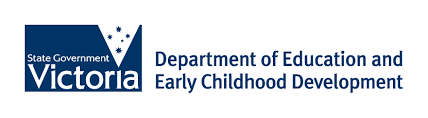 State Government
Victoria
Department of Education and
Early Childhood Development